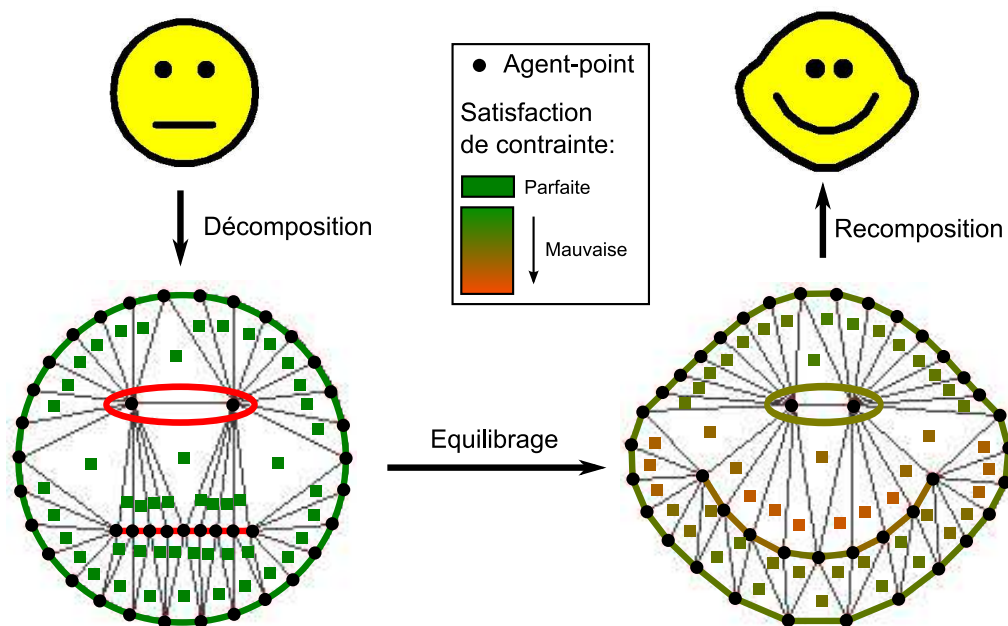 Agent-point
Satisfaction
de contrainte:
Parfaite
Mauvaise
Décomposition
Recomposition
Equilibrage